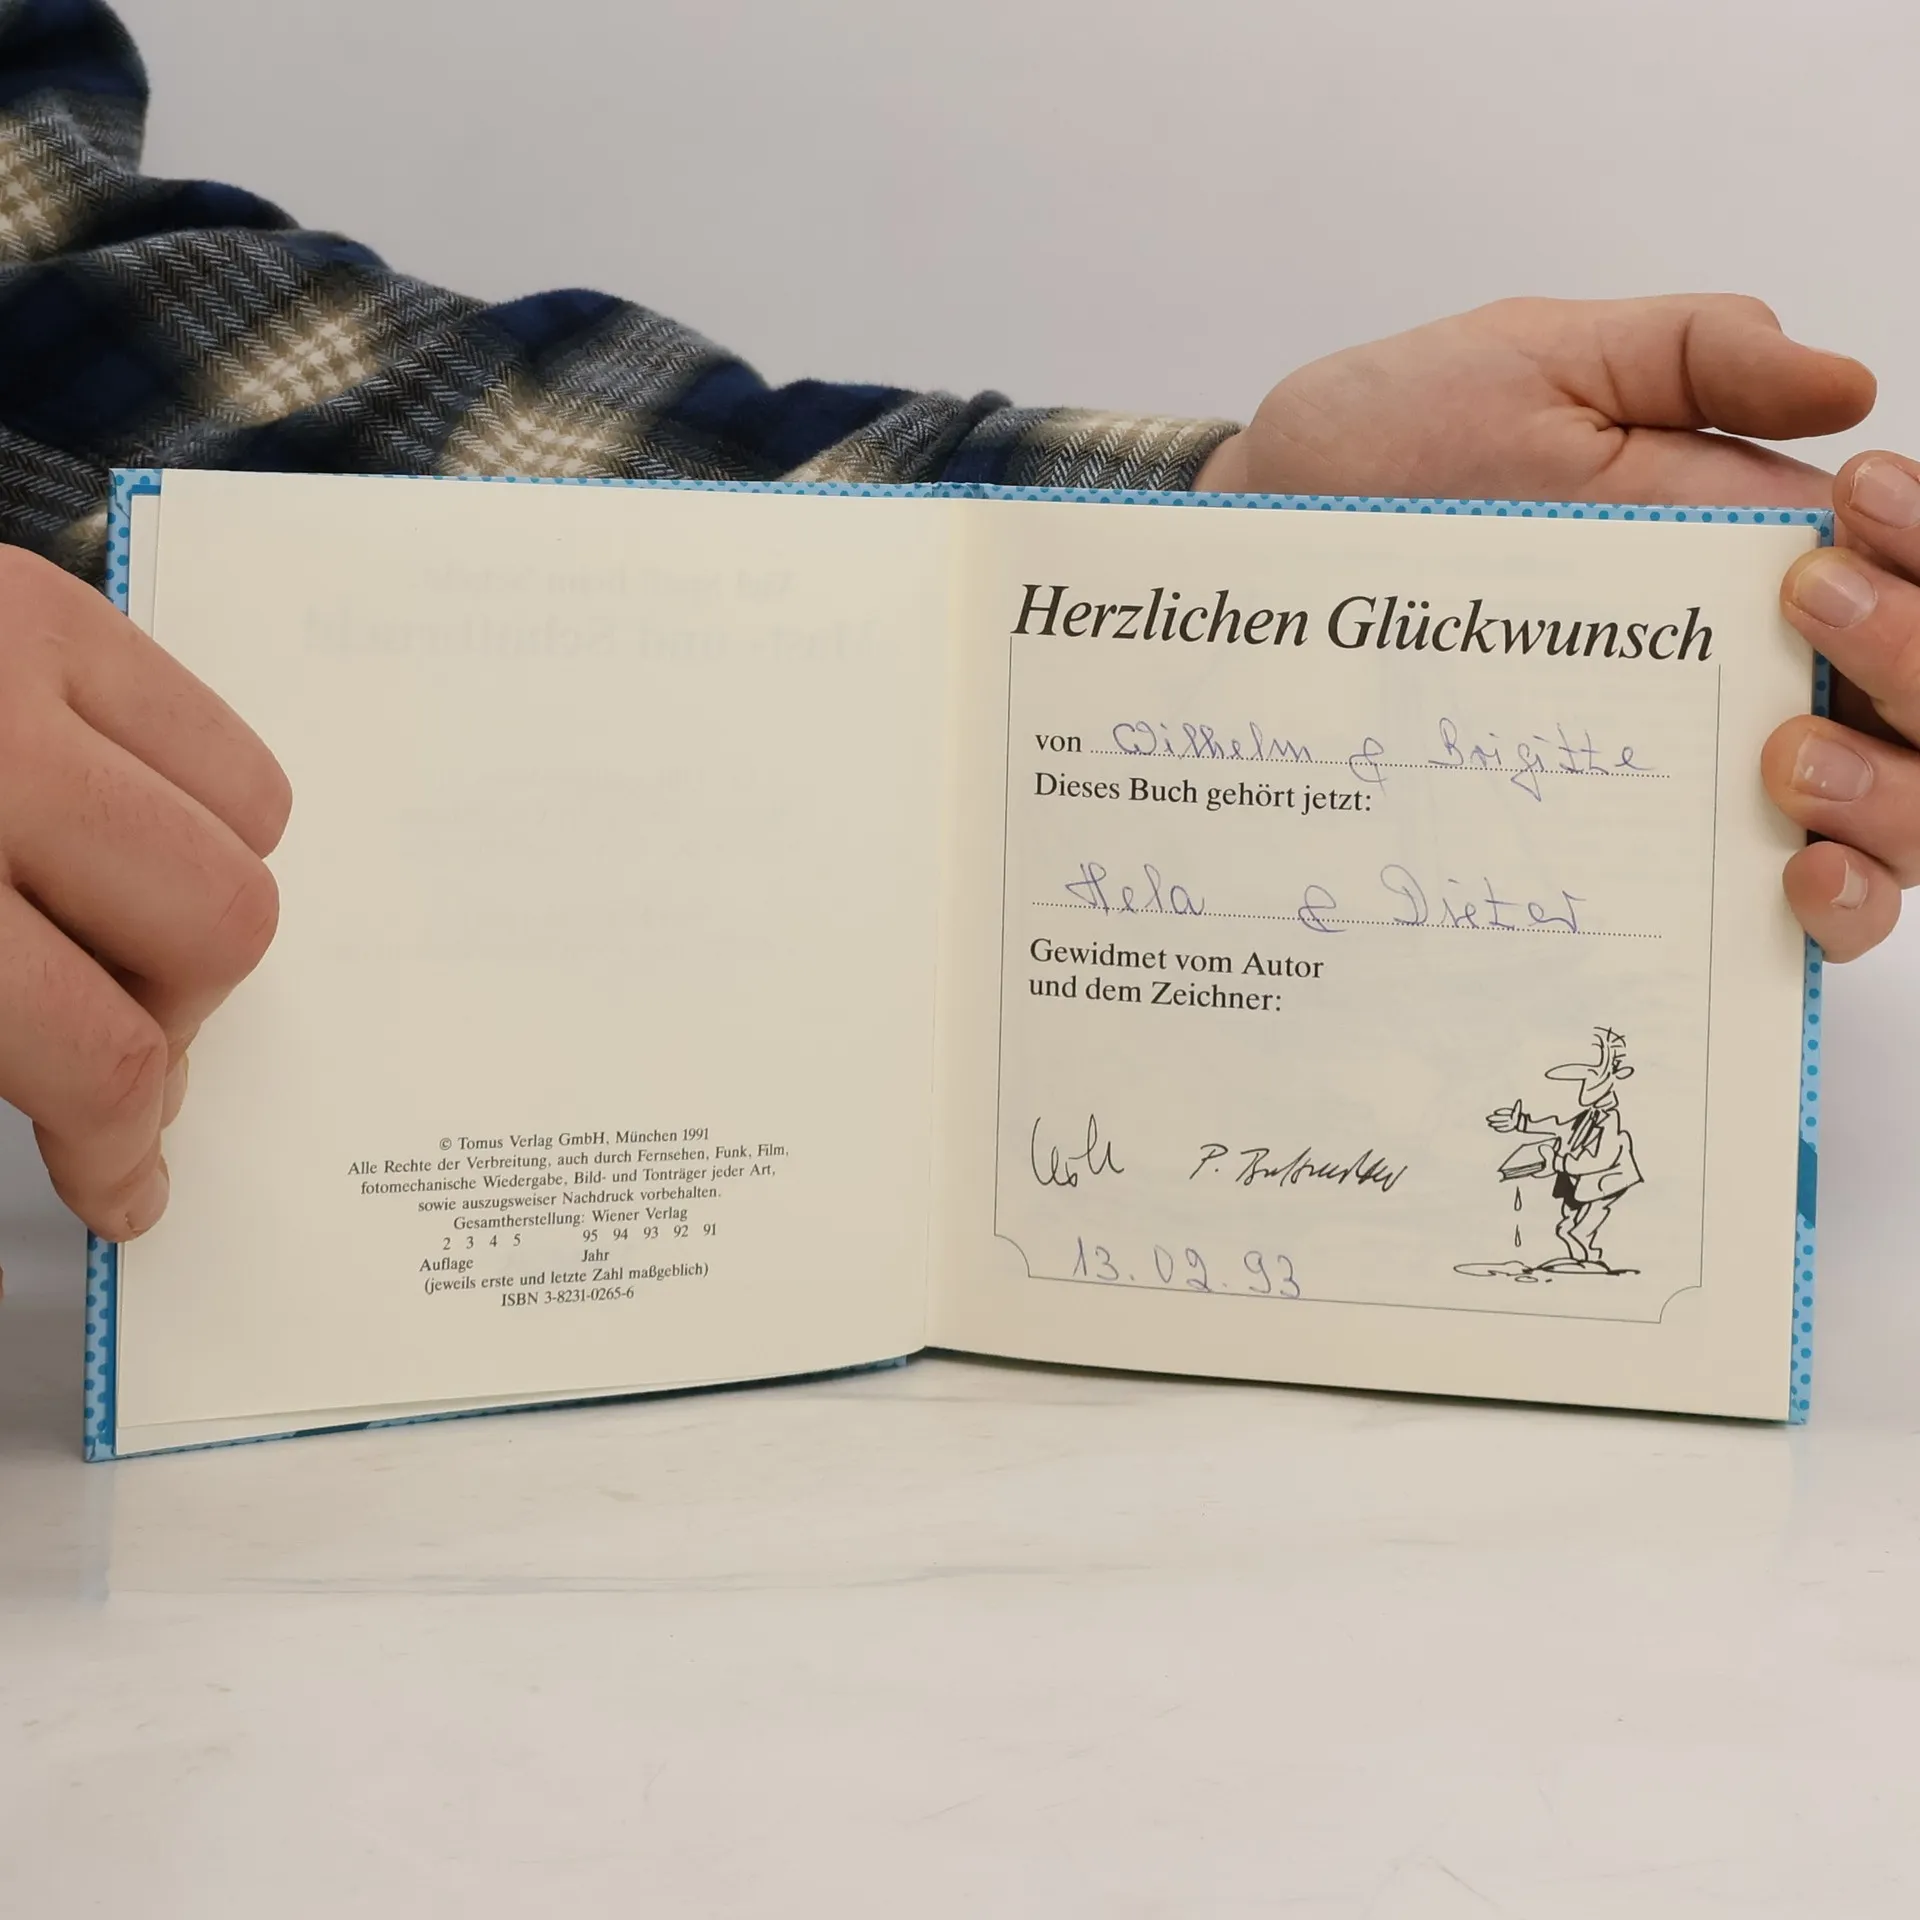 © Tomus Verlag GmbH, München 1991
Alle Rechte der Verbreitung, auch durch Fernsehen, Funk, Film,
fotomechanische Wiedergabe, Bild- und Tonträger jeder Art,
sowie auszugsweiser Nachdruck vorbehalten.
Gesamtherstellung: Wiener Verlag
2 3 4 5 95 94 93 92 91
Auflage Jahr
(jeweils erste und letzte Zahl maßgeblich)
ISBN 3-8231-0265-6
Herzlichen Glückwunsch
von Wilhelm & Brigitte
Dieses Buch gehört jetzt:
Hela & Dieter
Gewidmet vom Autor
und dem Zeichner:
P.
13.02.93